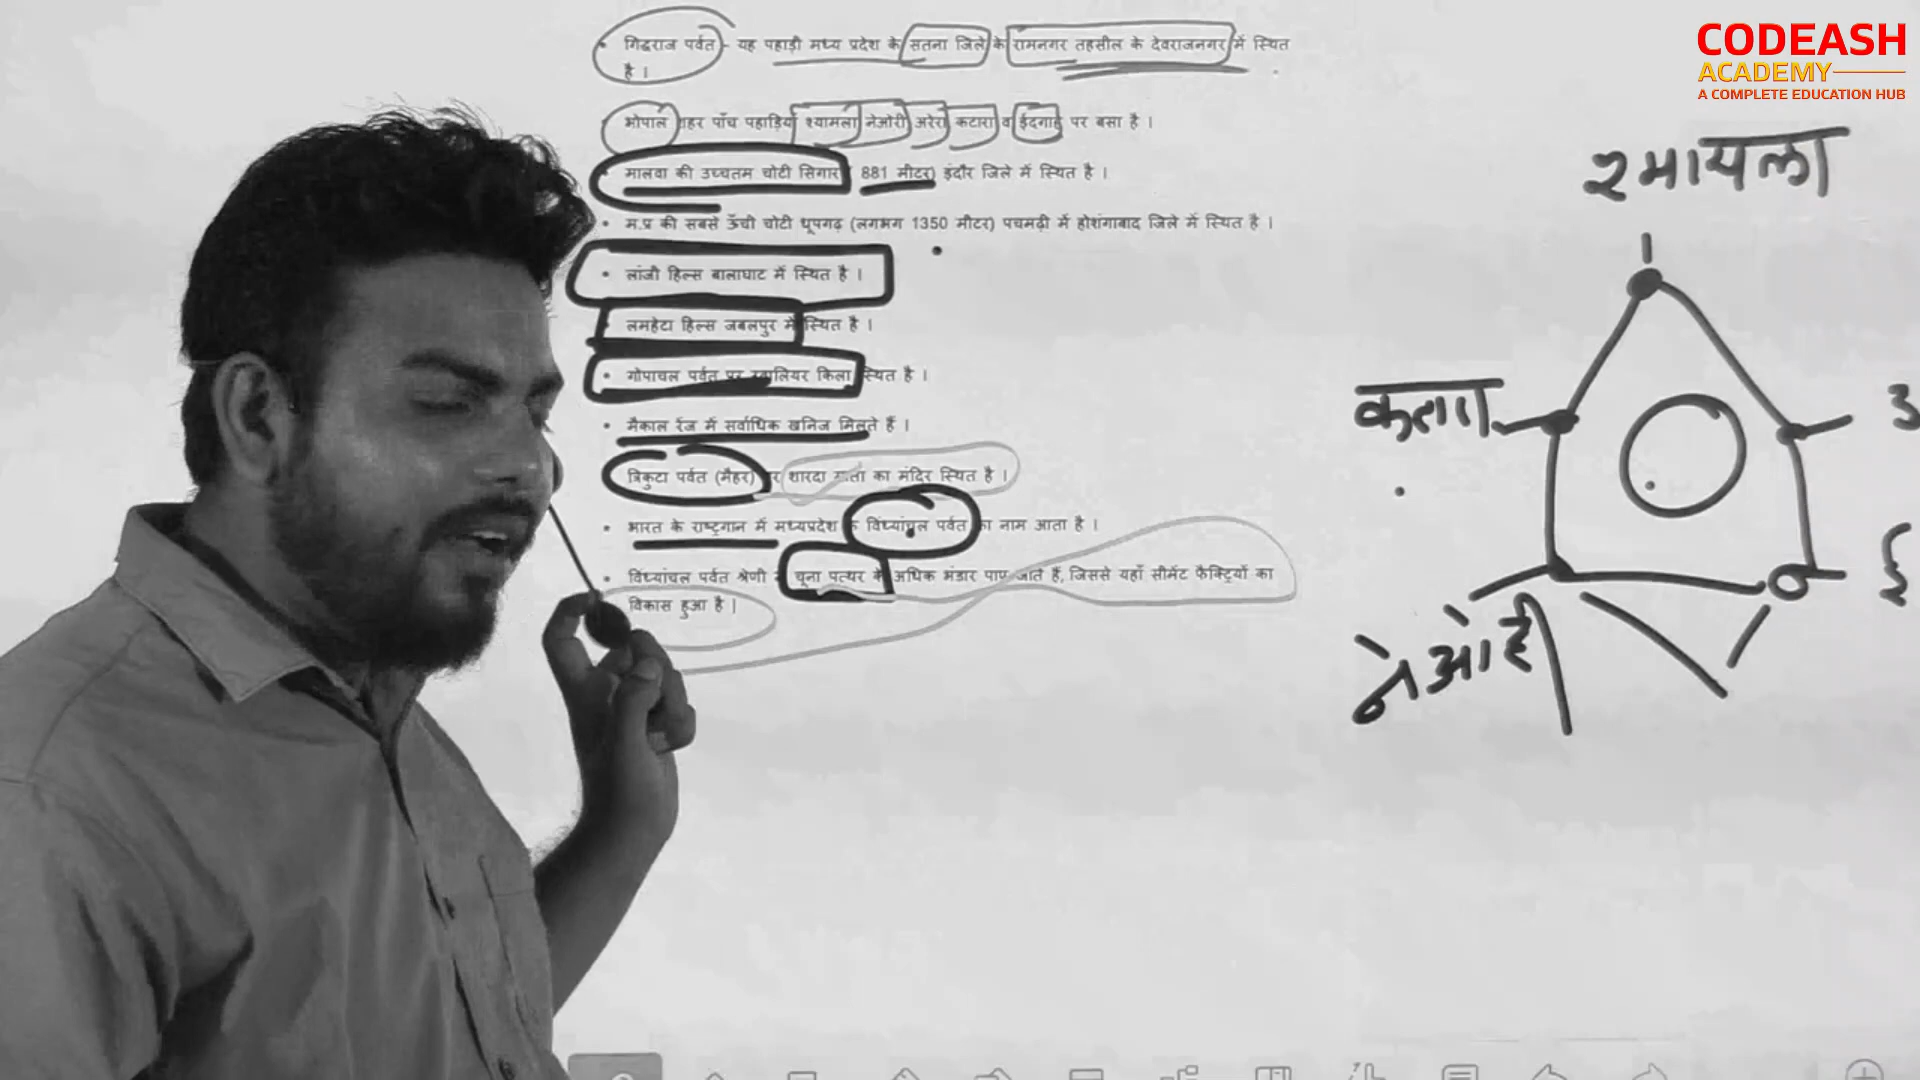 CODEASH
ACADEMY
A COMPLETE EDUCATION HUB
गिद्धराज पर्वत - यह पहाड़ी मध्य प्रदेश के सतना जिले के रामनगर तहसील के देवराजनगर में स्थित
है ।
भोपाल शहर पाँच पहाड़ियाँ श्यामला नेओरी अरेरा कटारा व ईदगाह पर बसा है ।
मालवा की उच्चतम चोटी सिगार 881 मीटर) इंदौर जिले में स्थित है ।
• म.प्र की सबसे ऊँची चोटी धूपगढ़ (लगभग 1350 मीटर) पचमढ़ी में होशंगाबाद जिले में स्थित है ।
• लांजी हिल्स बालाघाट में स्थित है ।
लमहेटा हिल्स जबलपुर में स्थित है ।
• गोपाचल पर्वत पर ग्वालियर किला स्थित है ।
• मैकाल रेंज में सर्वाधिक खनिज मिलते हैं ।
त्रिकुटा पर्वत (मैहर) पर शारदा माता का मंदिर स्थित है ।
• भारत के राष्ट्रगान में मध्यप्रदेश के विंध्यांचल पर्वत का नाम आता है ।
• विंध्यांचल पर्वत श्रेणी में चूना पत्थर के अधिक भंडार पाए जाते हैं, जिससे यहाँ सीमेंट फैक्ट्रियों का
विकास हुआ है |
श्मायला
कतारा
नेओरी